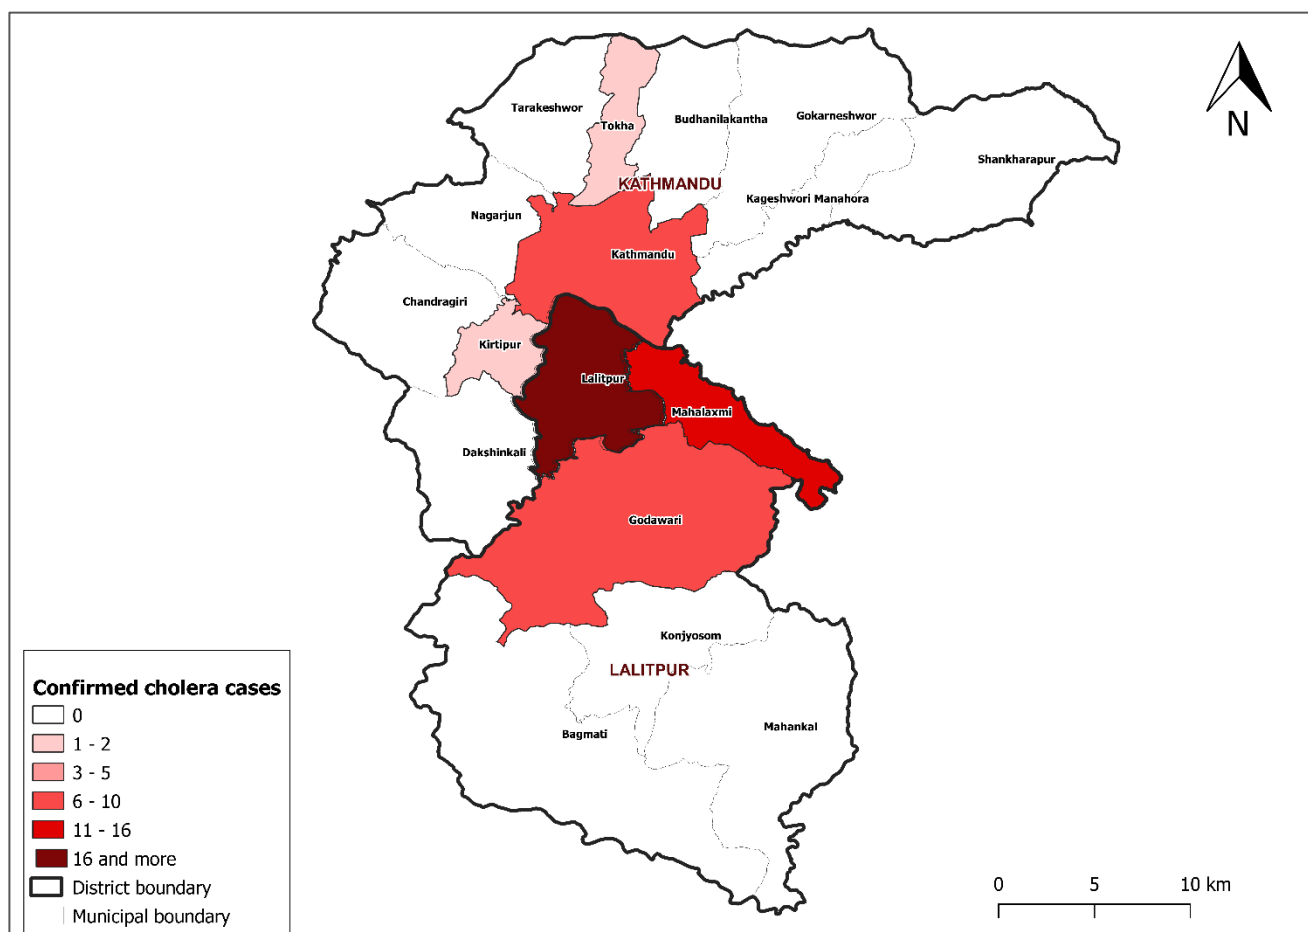 Tarakeshwor
Tokha
Budhanilakantha
Gokarneshwor
N
Shankharapur
KATHMANDU
Kageshwori Manahora
Nagarjun
Kathmandu
Chandragiri
Kirtipur
Lalitpur
Mahalaxmi
Dakshinkali
Godawari
Konjyosom
LALITPUR
Bagmati
Mahankal
Confirmed cholera cases
0
1 - 2
3 - 5
6 - 10
11 - 16
16 and more
District boundary
Municipal boundary
0 5 10 km